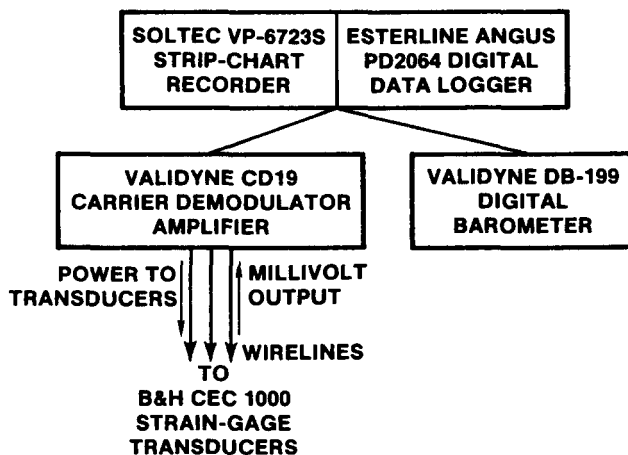 SOLTEC VP-6723S
STRIP-CHART
RECORDER
ESTERLINE ANGUS
PD2064 DIGITAL
DATA LOGGER
VALIDYNE CD19
CARRIER DEMODULATOR
AMPLIFIER
VALIDYNE DB-199
DIGITAL
BAROMETER
POWER TO
TRANSDUCERS
MILLIVOLT
OUTPUT
WIRELINES
TO
B&H CEC 1000
STRAIN-GAGE
TRANSDUCERS